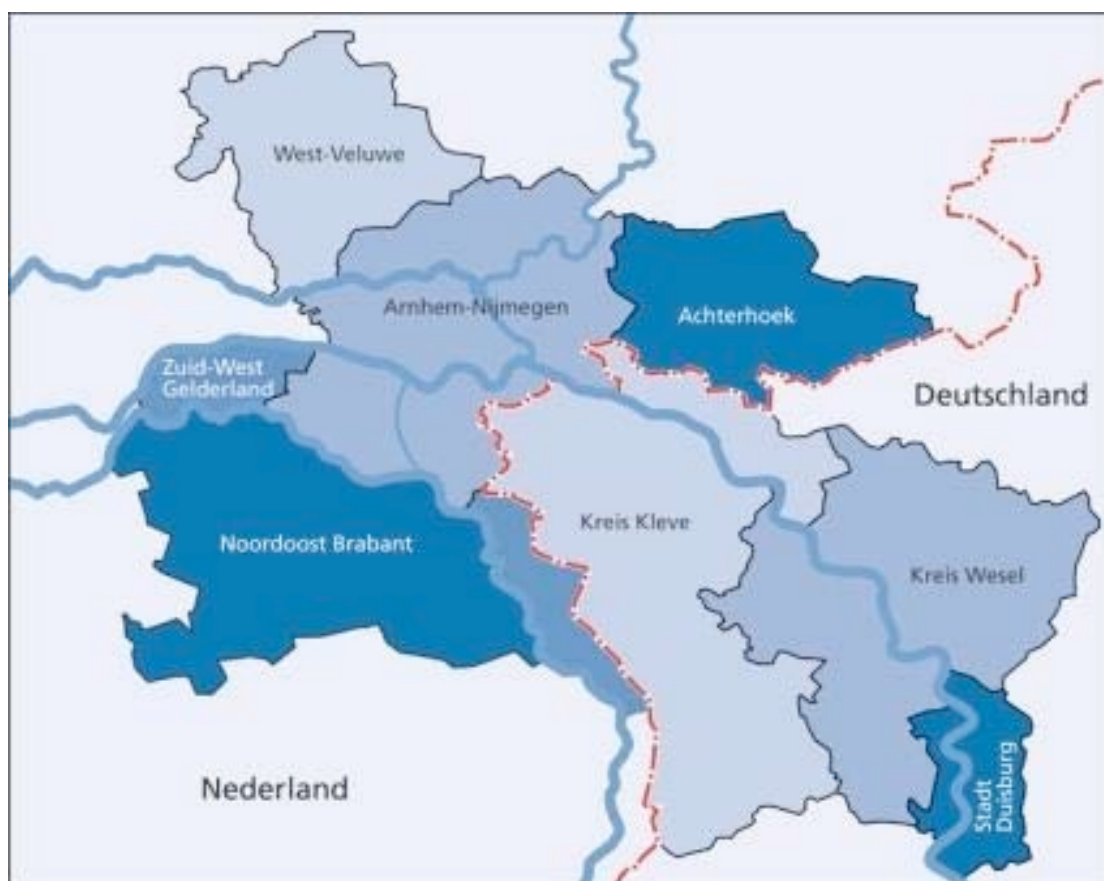 West-Veluwe
Arnhem-Nijmegen
Achterhoek
Zuid-West
Gelderland
Deutschland
Noordoost Brabant
Kreis Kleve
Kreis Wesel
Nederland
Stadt
Duisburg